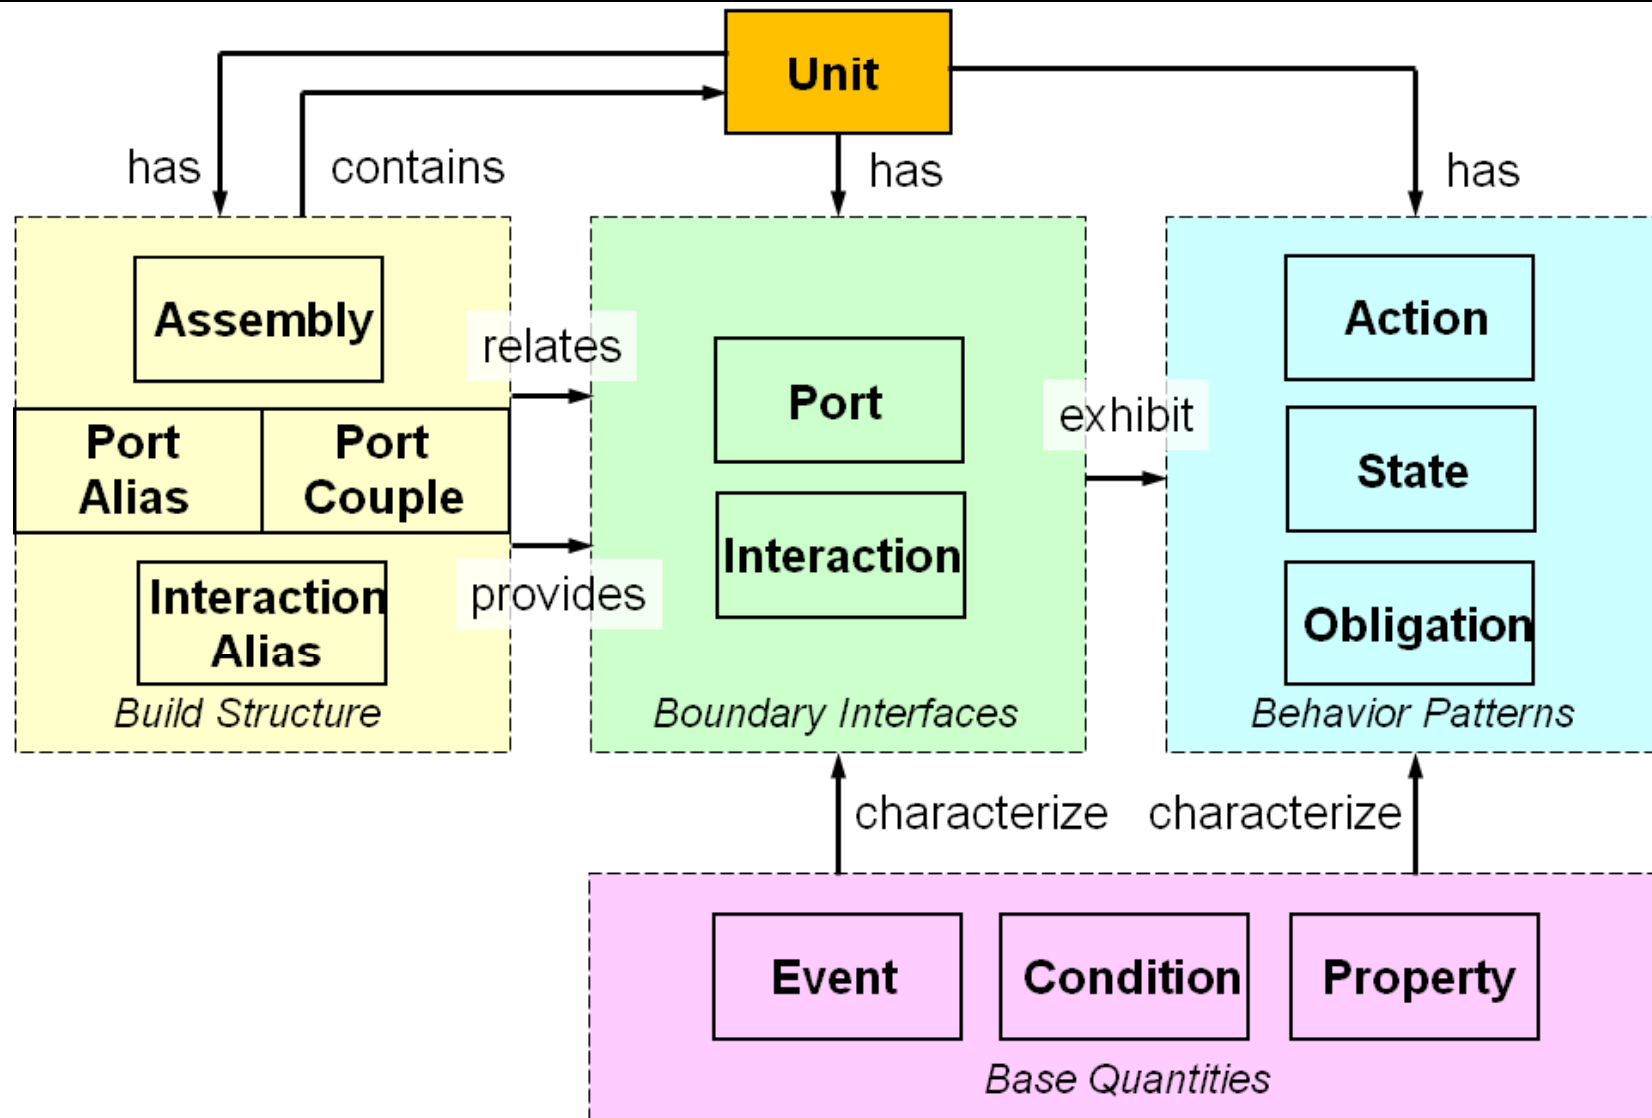 Unit
has
contains
has
has
Assembly
Port
Alias
Port
Couple
Interaction
Alias
Build Structure
relates
provides
Port
Interaction
Boundary Interfaces
exhibit
Action
State
Obligation
Behavior Patterns
characterize
characterize
Event
Condition
Property
Base Quantities